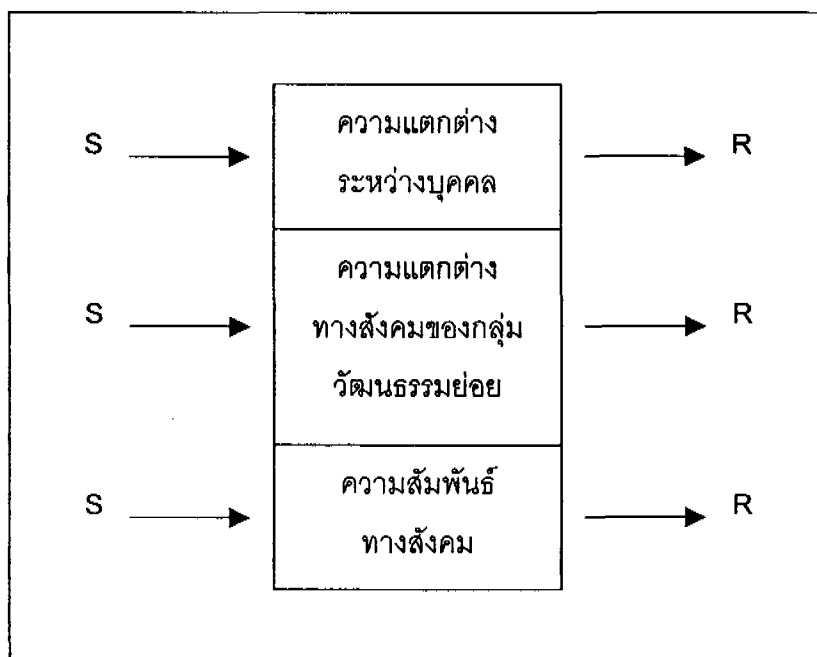 S
ความแตกต่าง
ระหว่างบุคคล
R
S
ความแตกต่าง
ทางสังคมของกลุ่ม
วัฒนธรรมย่อย
R
S
ความสัมพันธ์
ทางสังคม
R